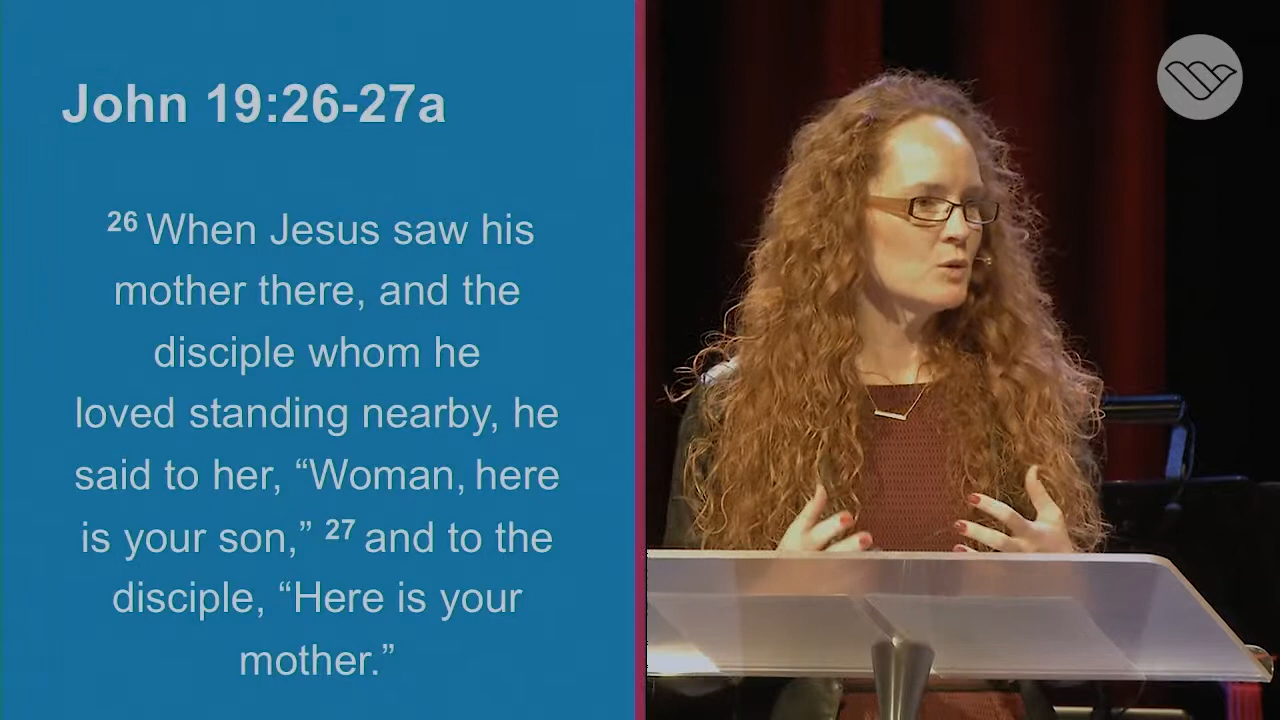 John 19:26-27a
26 When Jesus saw his
mother there, and the
disciple whom he
loved standing nearby, he
said to her, “Woman, here
is your son,” 27 and to the
disciple, “Here is your
mother.”